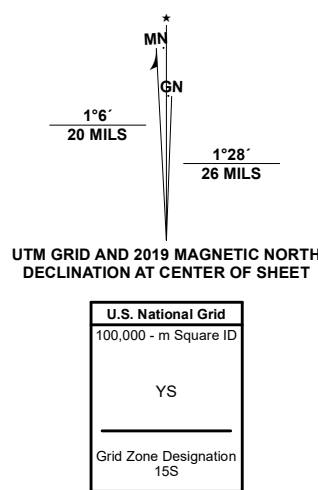 ★
MN
GN
1°6´
20 MILS
1°28´
26 MILS
UTM GRID AND 2019 MAGNETIC NORTH
DECLINATION AT CENTER OF SHEET
U.S. National Grid
100,000 - m Square ID
YS
Grid Zone Designation
15S